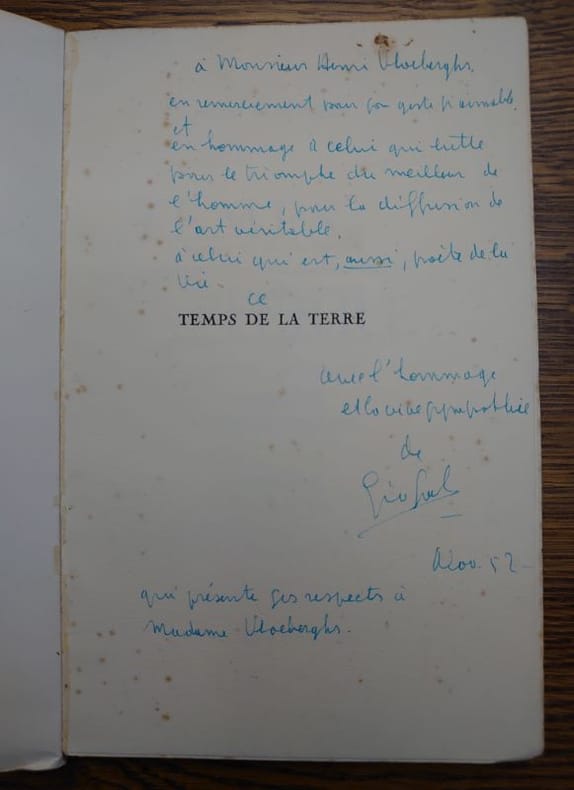 à Monsieur Henri Vloeberghs,
en remerciement pour son geste si aimable,
et
en hommage à celui qui lutte
pour le triomphe du meilleur de
l'homme, pour la diffusion de
l'art véritable,
à celui qui est, aussi, poète de la
vie
ce
TEMPS DE LA TERRE
avec l'hommage
et la vive sympathie
de
Nov. 52
qui présente ses respects à
Madame Vloeberghs.